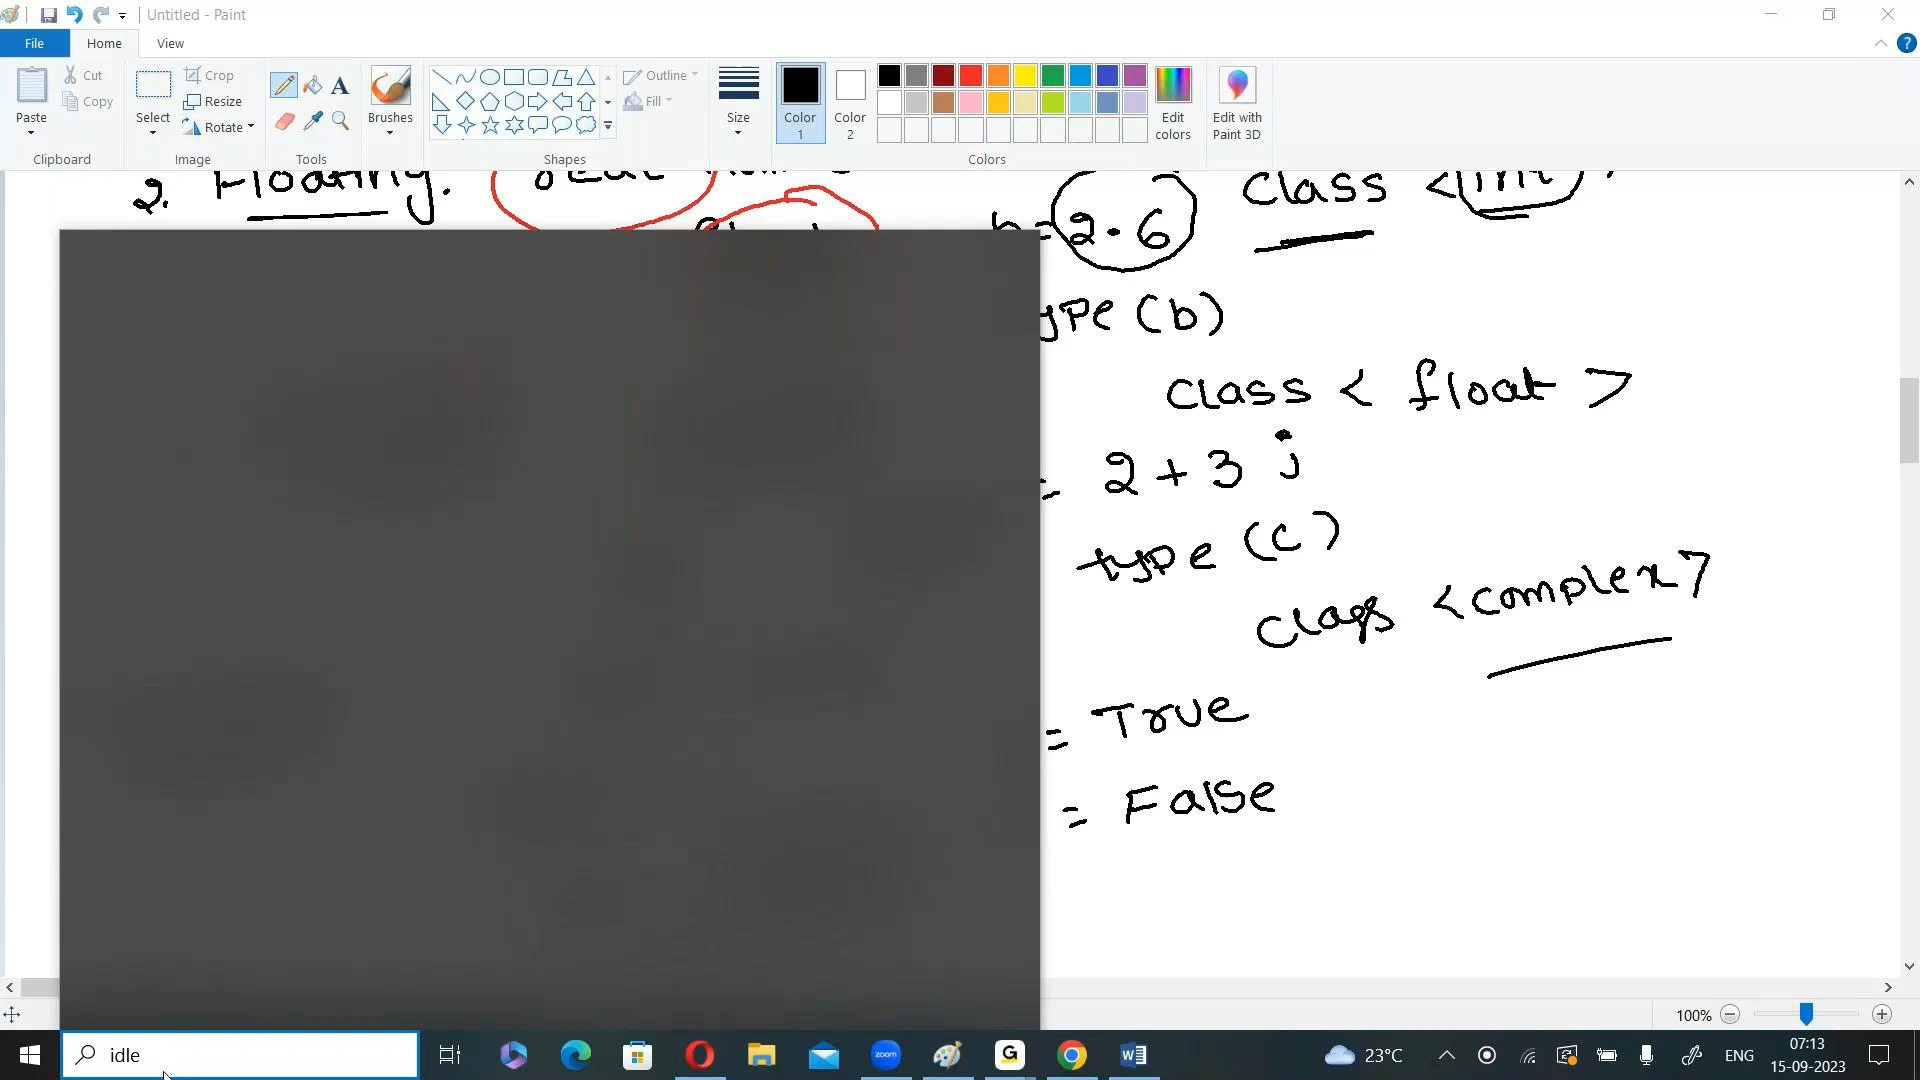 Untitled - Paint
File Home View
Paste
Cut
Copy
Clipboard
Select
Crop
Resize
Rotate
Image
Tools
Brushes
Shapes
Outline
Fill
Size
Color 1
Color 2
Colors
Edit colors
Edit with Paint 3D
2. Floating.
class <int
= 2.6
(b)
class < float >
= 2 + 3 j
type (c)
class <complex>
= True
= False
100%
idle
zoom
23°C
ENG
07:13
15-09-2023